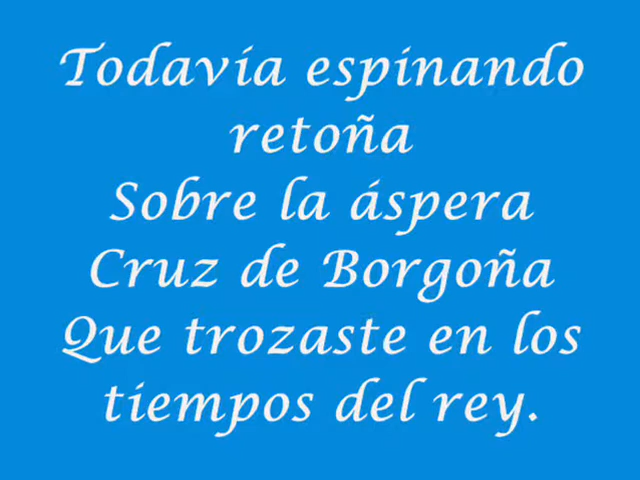 Todavía espinando
retoña
Sobre la áspera
Cruz de Borgoña
Que trozaste en los
tiempos del rey.